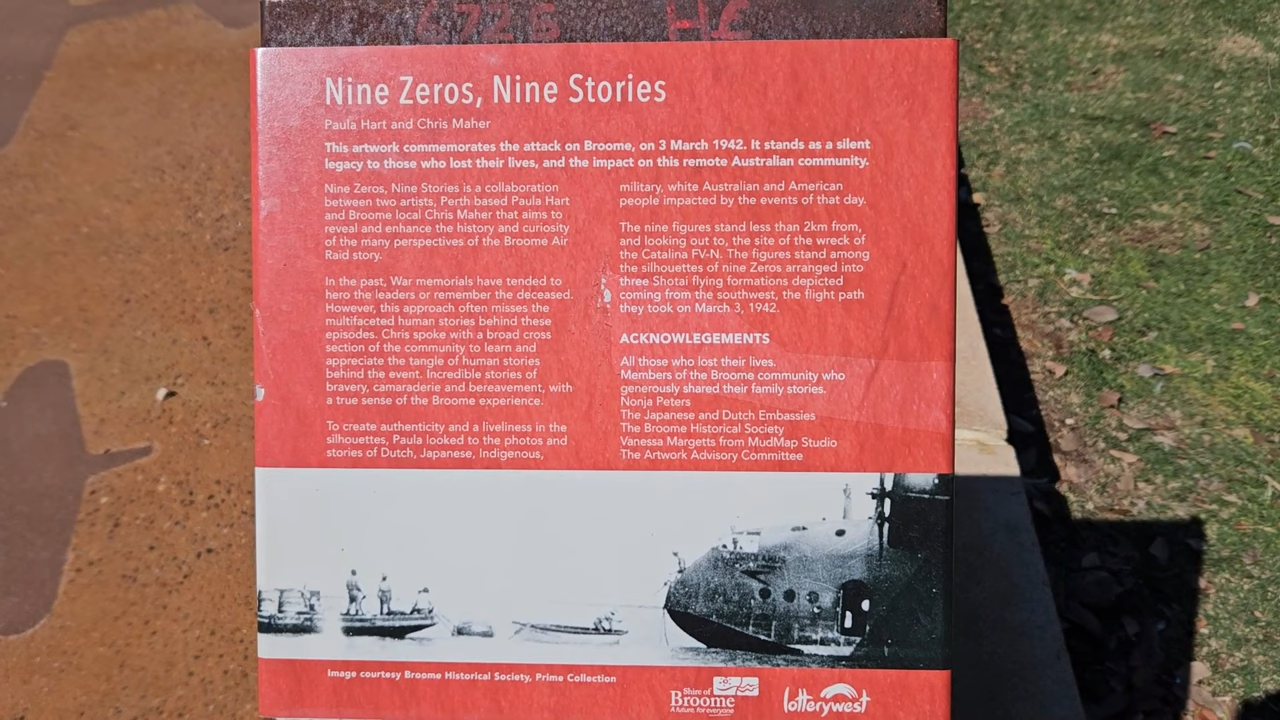 6725 HC
Nine Zeros, Nine Stories
Paula Hart and Chris Maher
This artwork commemorates the attack on Broome, on 3 March 1942. It stands as a silent
legacy to those who lost their lives, and the impact on this remote Australian community.
Nine Zeros, Nine Stories is a collaboration
between two artists, Perth based Paula Hart
and Broome local Chris Maher that aims to
reveal and enhance the history and curiosity
of the many perspectives of the Broome Air
Raid story.
In the past, War memorials have tended to
hero the leaders or remember the deceased.
However, this approach often misses the
multifaceted human stories behind these
episodes. Chris spoke with a broad cross
section of the community to learn and
appreciate the tangle of human stories
behind the event. Incredible stories of
bravery, camaraderie and bereavement, with
a true sense of the Broome experience.
To create authenticity and a liveliness in the
silhouettes, Paula looked to the photos and
stories of Dutch, Japanese, Indigenous,
military, white Australian and American
people impacted by the events of that day.
The nine figures stand less than 2km from,
and looking out to, the site of the wreck of
the Catalina FV-N. The figures stand among
the silhouettes of nine Zeros arranged into
three Shotai flying formations depicted
coming from the southwest, the flight path
they took on March 3, 1942.
ACKNOWLEGEMENTS
All those who lost their lives.
Members of the Broome community who
generously shared their family stories.
Nonja Peters
The Japanese and Dutch Embassies
The Broome Historical Society
Vanessa Margetts from MudMap Studio
The Artwork Advisory Committee
Image courtesy Broome Historical Society, Prime Collection
Shire of
Broome
A future, for everyone
lotterywest